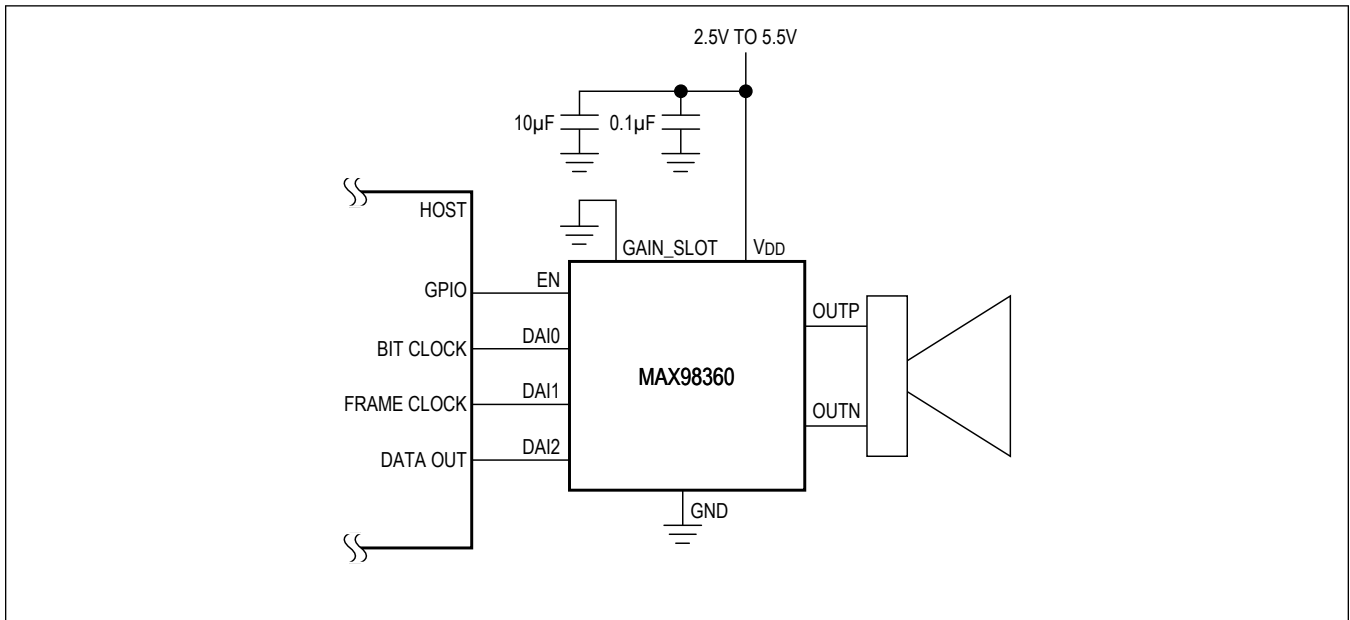 2.5V TO 5.5V
10µF 0.1µF
HOST
GAIN_SLOT VDD
GPIO EN
OUTP
BIT CLOCK DAI0
MAX98360
FRAME CLOCK DAI1
OUTN
DATA OUT DAI2
GND